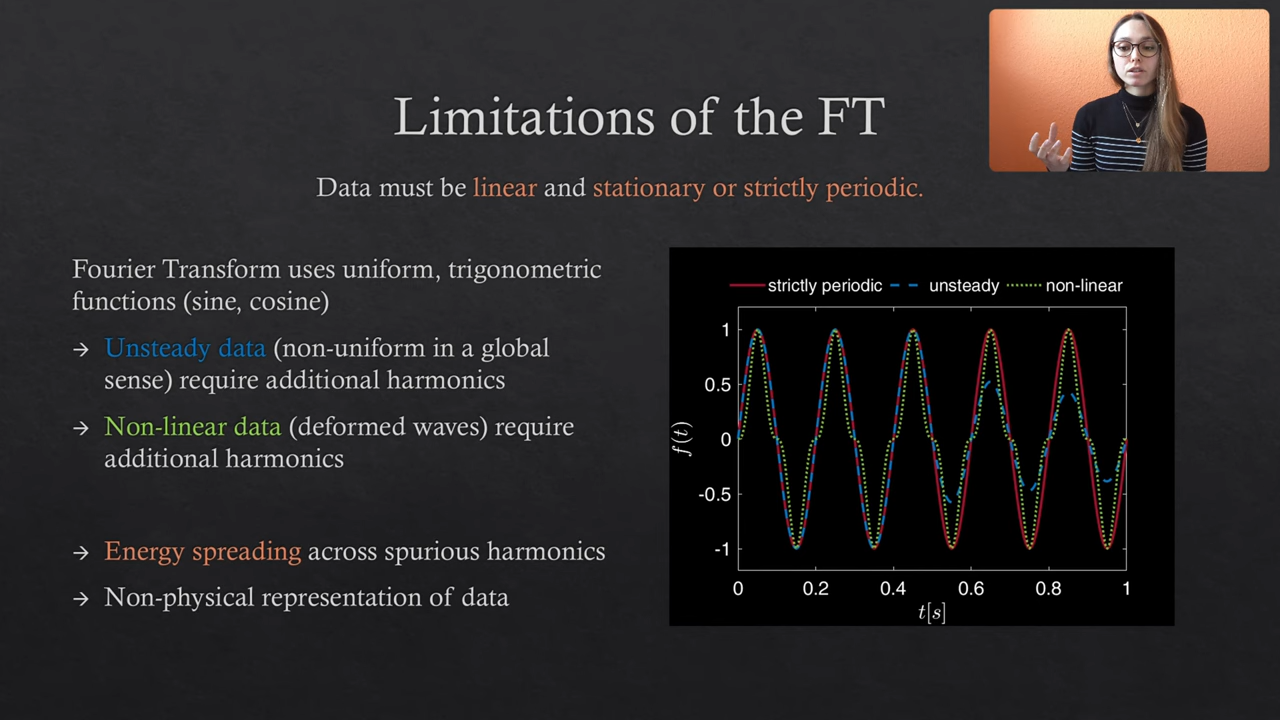 Limitations of the FT
Data must be linear and stationary or strictly periodic.
Fourier Transform uses uniform, trigonometric
functions (sine, cosine)
→ Unsteady data (non-uniform in a global
sense) require additional harmonics
→ Non-linear data (deformed waves) require
additional harmonics
→ Energy spreading across spurious harmonics
→ Non-physical representation of data
strictly periodic unsteady non-linear
1
0.5
0
-0.5
-1
f(t)
0 0.2 0.4 0.6 0.8 1
t[s]